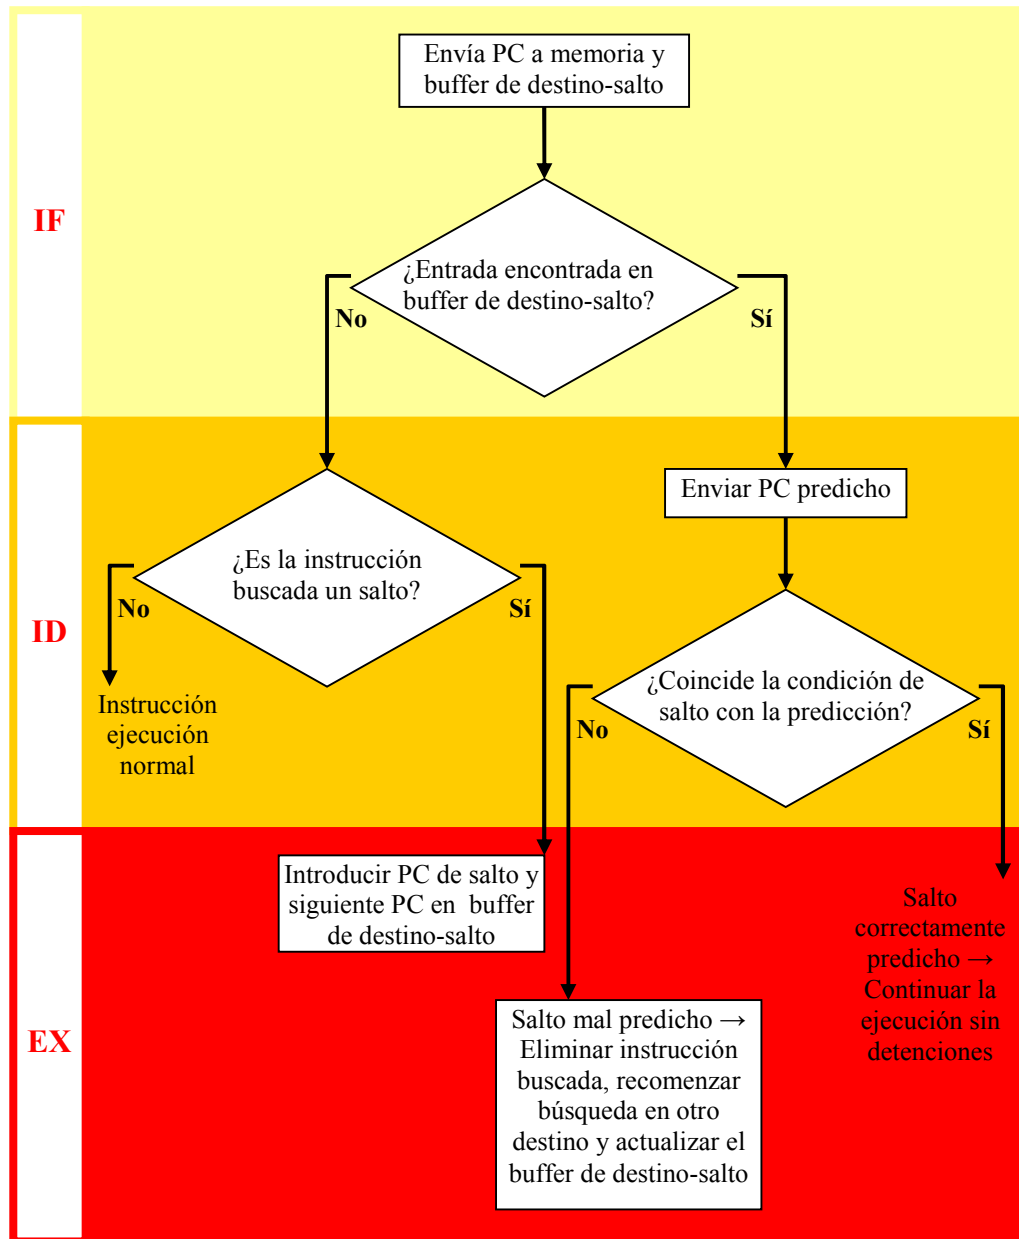 Envía PC a memoria y
buffer de destino-salto
IF
¿Entrada encontrada en
buffer de destino-salto?
No
Sí
Enviar PC predicho
¿Es la instrucción
buscada un salto?
No
Sí
ID
¿Coincide la condición de
salto con la predicción?
No
Sí
Instrucción
ejecución
normal
Introducir PC de salto y
siguiente PC en buffer
de destino-salto
Salto
correctamente
predicho →
Continuar la
ejecución sin
detenciones
EX
Salto mal predicho →
Eliminar instrucción
buscada, recomenzar
búsqueda en otro
destino y actualizar el
buffer de destino-salto